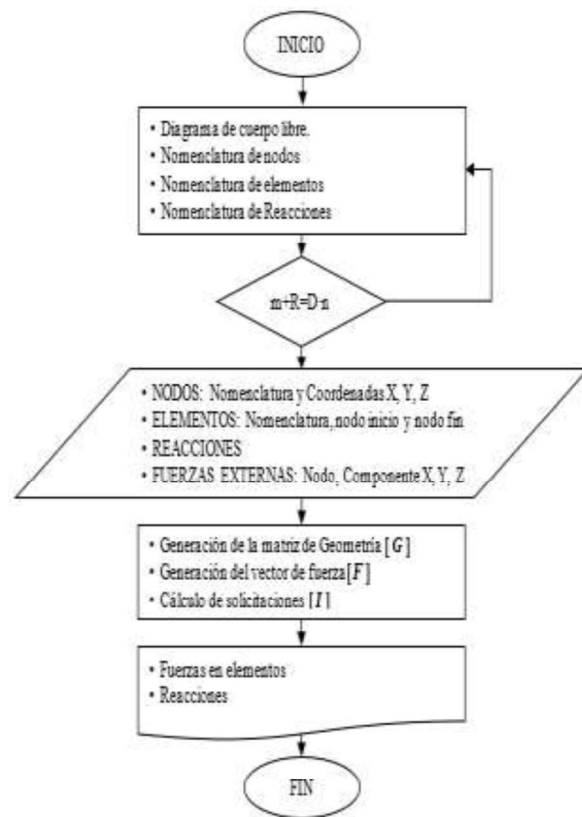 INICIO
• Diagrama de cuerpo libre.
• Nomenclatura de nodos
• Nomenclatura de elementos
• Nomenclatura de Reacciones
m+R=D·n
• NODOS: Nomenclatura y Coordenadas X, Y, Z
• ELEMENTOS: Nomenclatura, nodo inicio y nodo fin
• REACCIONES
• FUERZAS EXTERNAS: Nodo, Componente X, Y, Z
• Generación de la matriz de Geometría [G]
• Generación del vector de fuerza [F]
• Cálculo de solicitaciones [I]
• Fuerzas en elementos
• Reacciones
FIN